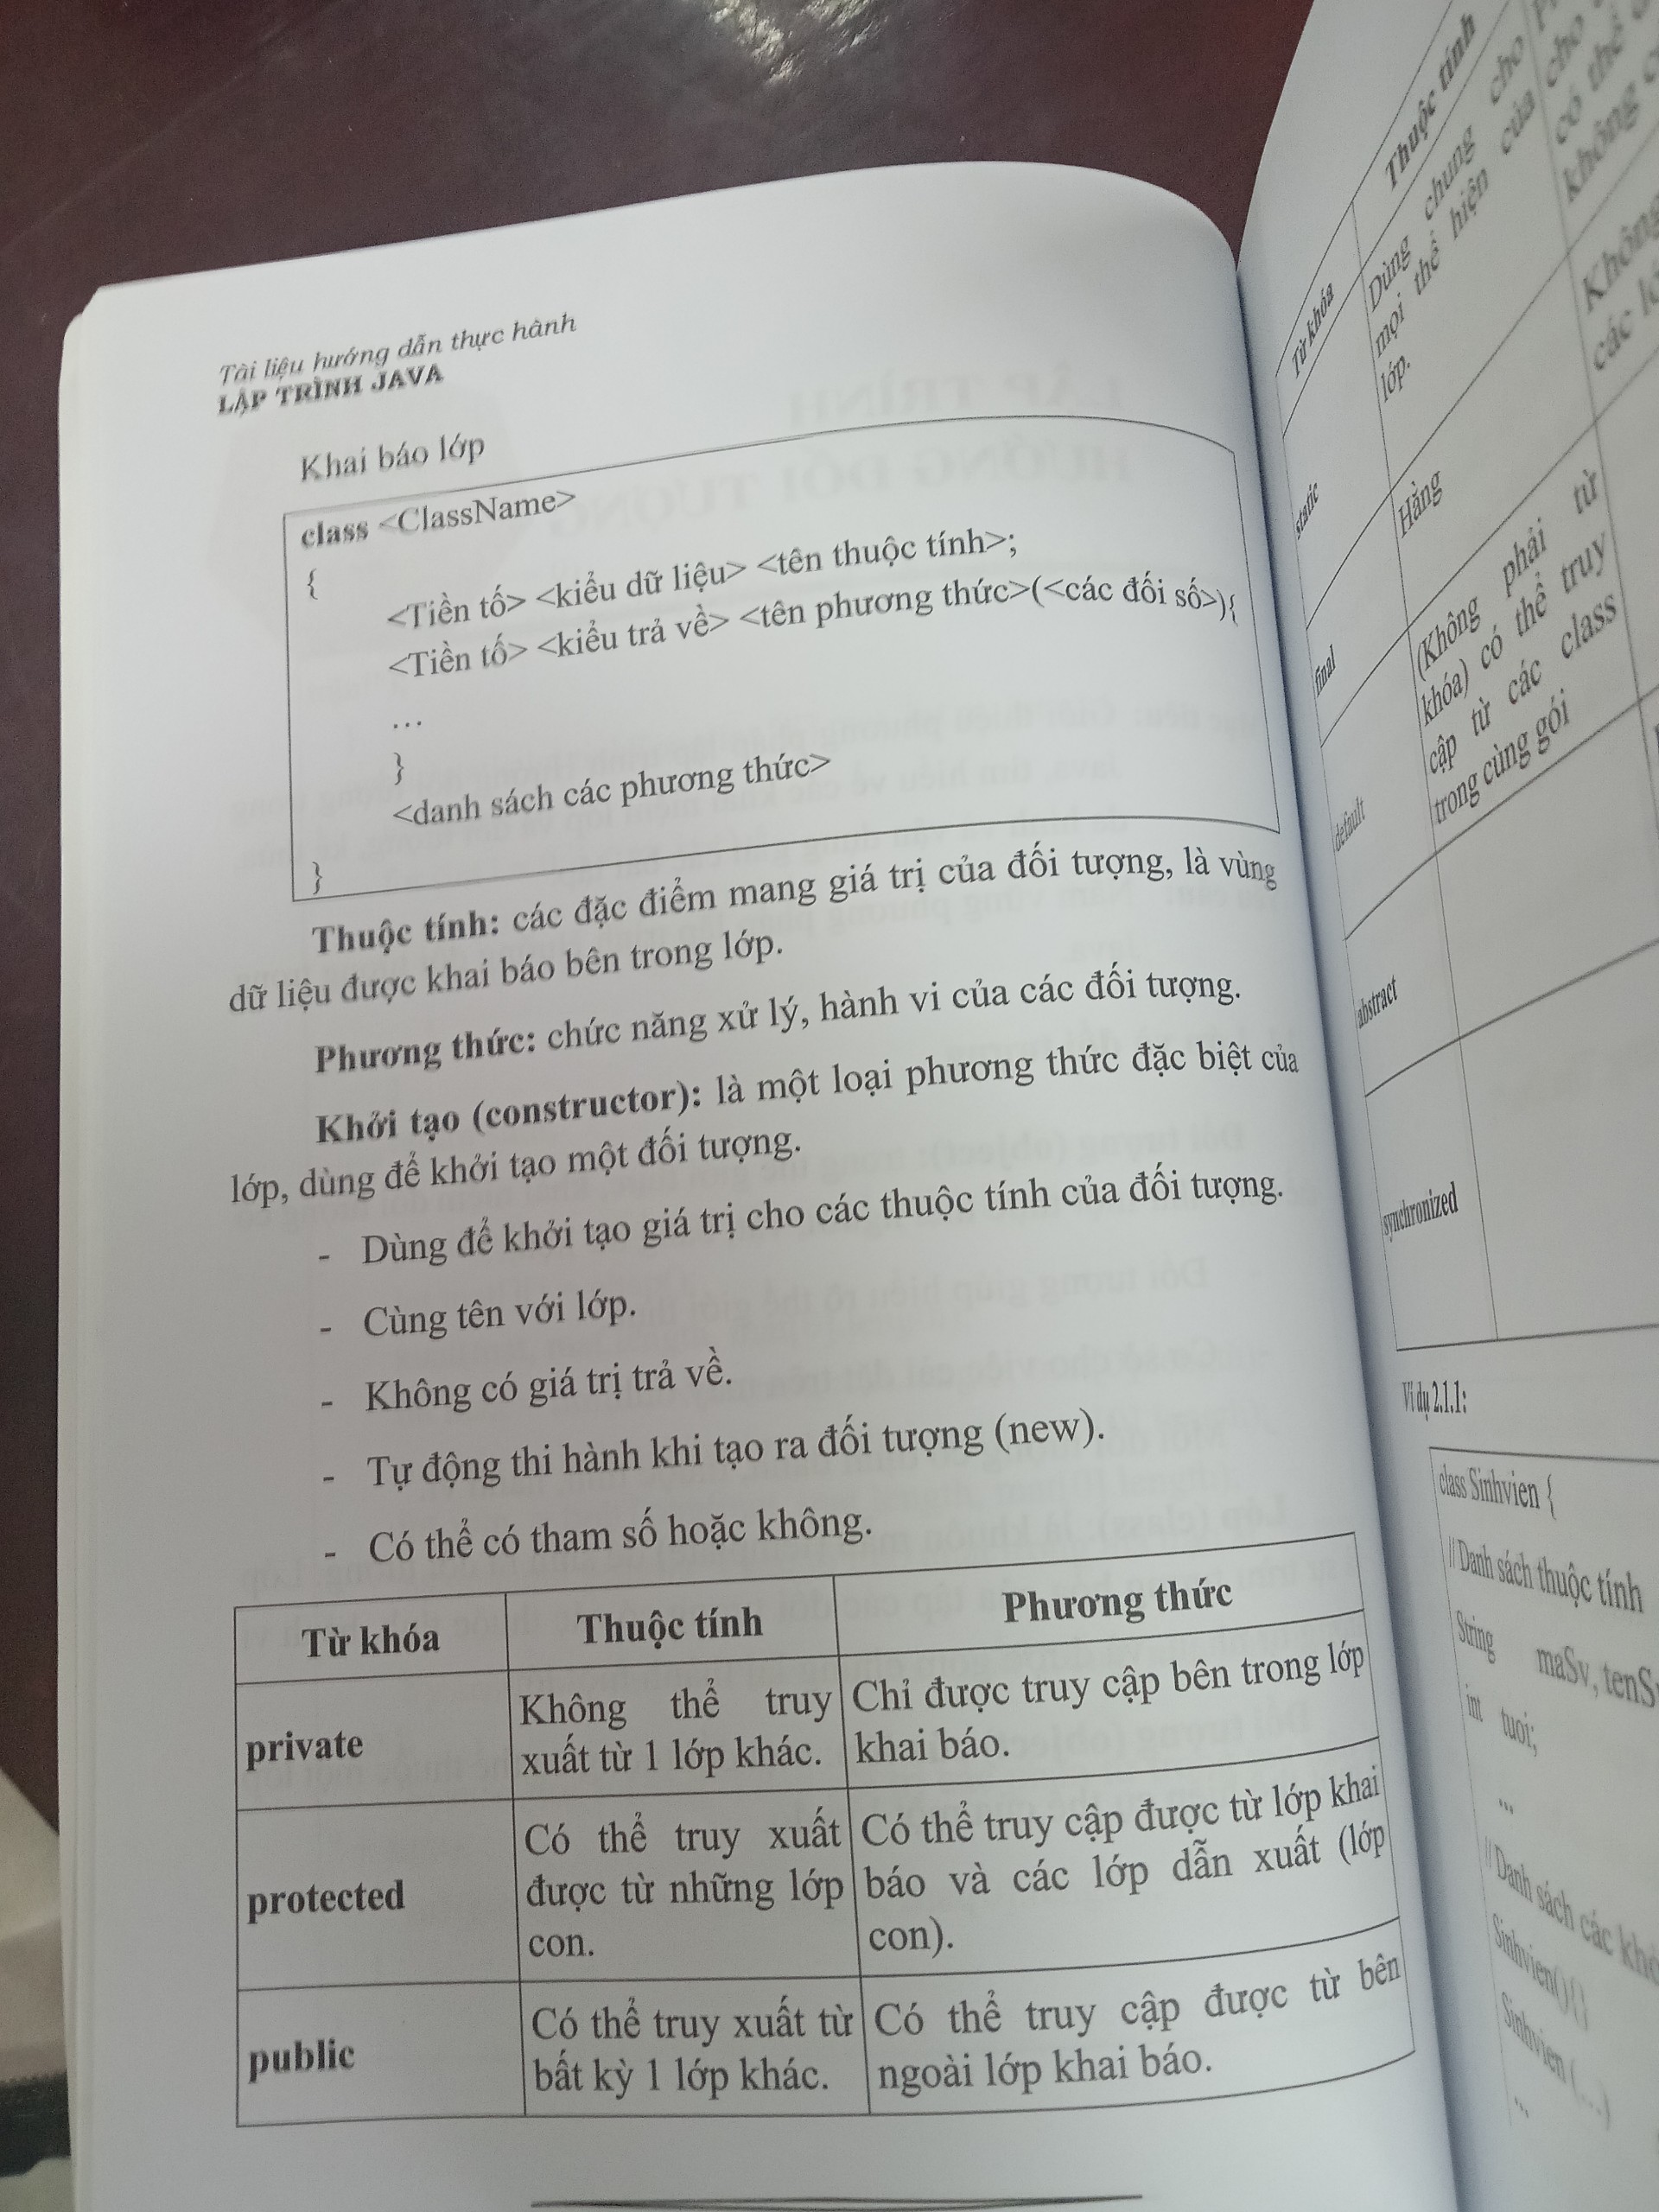 Tài liệu hướng dẫn thực hành
LẬP TRÌNH JAVA
Khai báo lớp
class <ClassName>
{
<Tiền tố> <kiểu dữ liệu> <tên thuộc tính>;
<Tiền tố> <kiểu trả về> <tên phương thức>(<các đối số>){
...
}
<danh sách các phương thức>
}
Thuộc tính: các đặc điểm mang giá trị của đối tượng, là vùng
dữ liệu được khai báo bên trong lớp.
Phương thức: chức năng xử lý, hành vi của các đối tượng.
Khởi tạo (constructor): là một loại phương thức đặc biệt của
lớp, dùng để khởi tạo một đối tượng.
- Dùng để khởi tạo giá trị cho các thuộc tính của đối tượng.
- Cùng tên với lớp.
- Không có giá trị trả về.
- Tự động thi hành khi tạo ra đối tượng (new).
- Có thể có tham số hoặc không.
Từ khóa Thuộc tính Phương thức
private
Không thể truy
xuất từ 1 lớp khác.
Chỉ được truy cập bên trong lớp
khai báo.
protected
Có thể truy xuất
được từ những lớp
con.
Có thể truy cập được từ lớp khai
báo và các lớp dẫn xuất (lớp
con).
public
Có thể truy xuất từ
bất kỳ 1 lớp khác.
Có thể truy cập được từ bên
ngoài lớp khai báo.
Từ khóa Thuộc tính
static
Dùng chung cho
mọi thể hiện của
lớp.
cho
có thể
không
Không
các
final
Hằng
default
(Không phải từ
khóa) có thể truy
cập từ các class
trong cùng gói
abstract
synchronized
Ví dụ 2.1.1:
class Sinhvien {
//Danh sách thuộc tính
String maSv,
int tuoi;
...
//Danh sách các
Sinhvien(){}
Sinhvien (...)
...